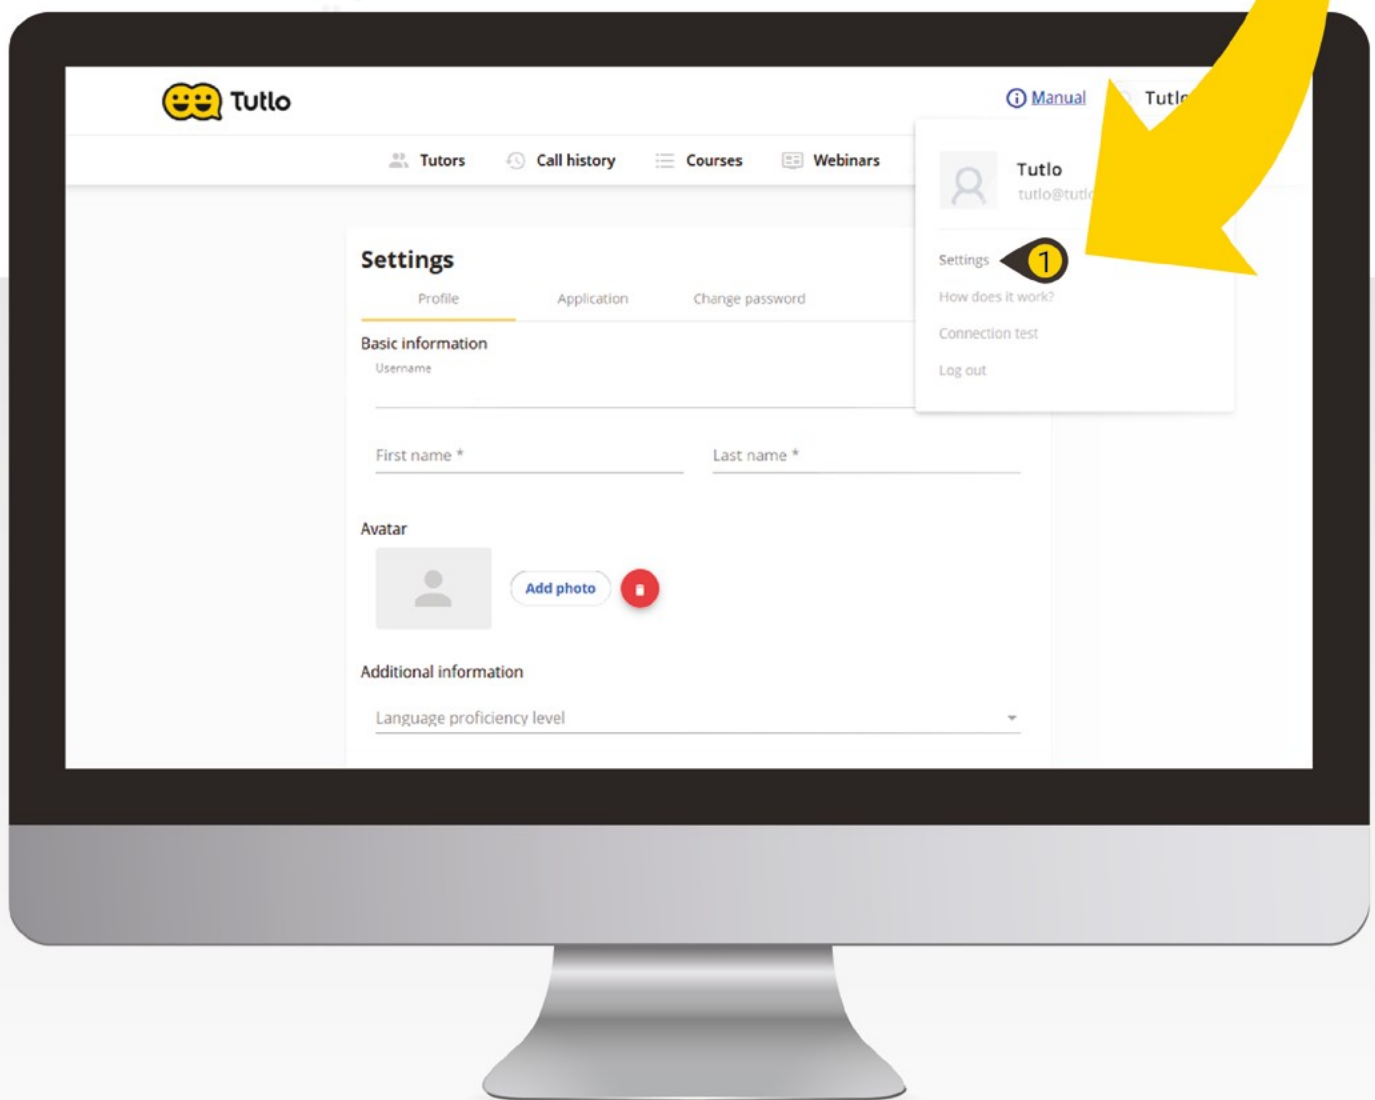 Tutlo
Manual
Tutlo
Tutors
Call history
Courses
Webinars
Tutlo
Settings
Profile
Application
Change password
Basic information
Username
First name *
Last name *
Avatar
Add photo
Additional information
Language proficiency level
Settings
1
How does it work?
Connection test
Log out